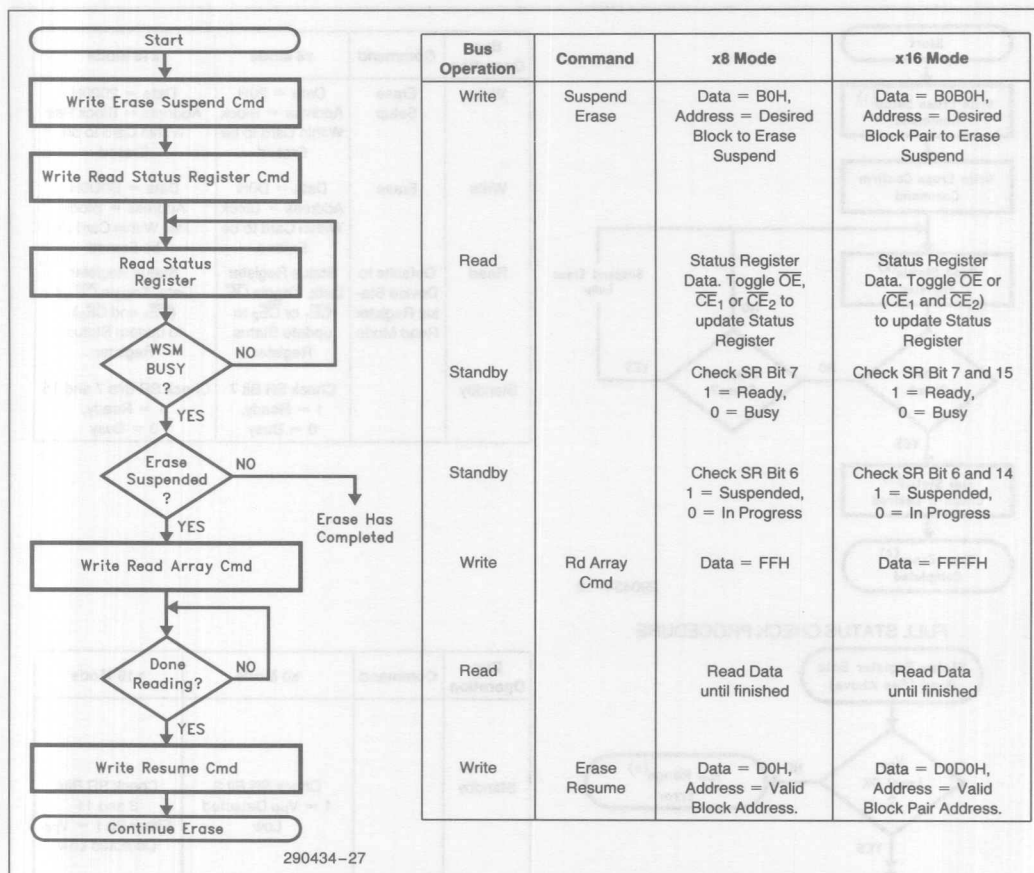 Start
Write Erase Suspend Cmd
Write Read Status Register Cmd
Read Status
Register
WSM
BUSY
?
NO
YES
Erase
Suspended
?
NO
Erase Has
Completed
YES
Write Read Array Cmd
Done
Reading?
NO
YES
Write Resume Cmd
Continue Erase
290434–27
Bus
Operation
Command
x8 Mode
x16 Mode
Write
Suspend
Erase
Data = B0H,
Address = Desired
Block to Erase
Suspend
Data = B0B0H,
Address = Desired
Block Pair to Erase
Suspend
Read
Status Register
Data. Toggle O̅E̅,
C̅E̅₁ or C̅E̅₂ to
update Status
Register
Status Register
Data. Toggle O̅E̅ or
(C̅E̅₁ and C̅E̅₂)
to update Status
Register
Standby
Check SR Bit 7
1 = Ready,
0 = Busy
Check SR Bit 7 and 15
1 = Ready,
0 = Busy
Standby
Check SR Bit 6
1 = Suspended,
0 = In Progress
Check SR Bit 6 and 14
1 = Suspended,
0 = In Progress
Write
Rd Array
Cmd
Data = FFH
Data = FFFFH
Read
Read Data
until finished
Read Data
until finished
Write
Erase
Resume
Data = D0H,
Address = Valid
Block Address.
Data = D0D0H,
Address = Valid
Block Pair Address.